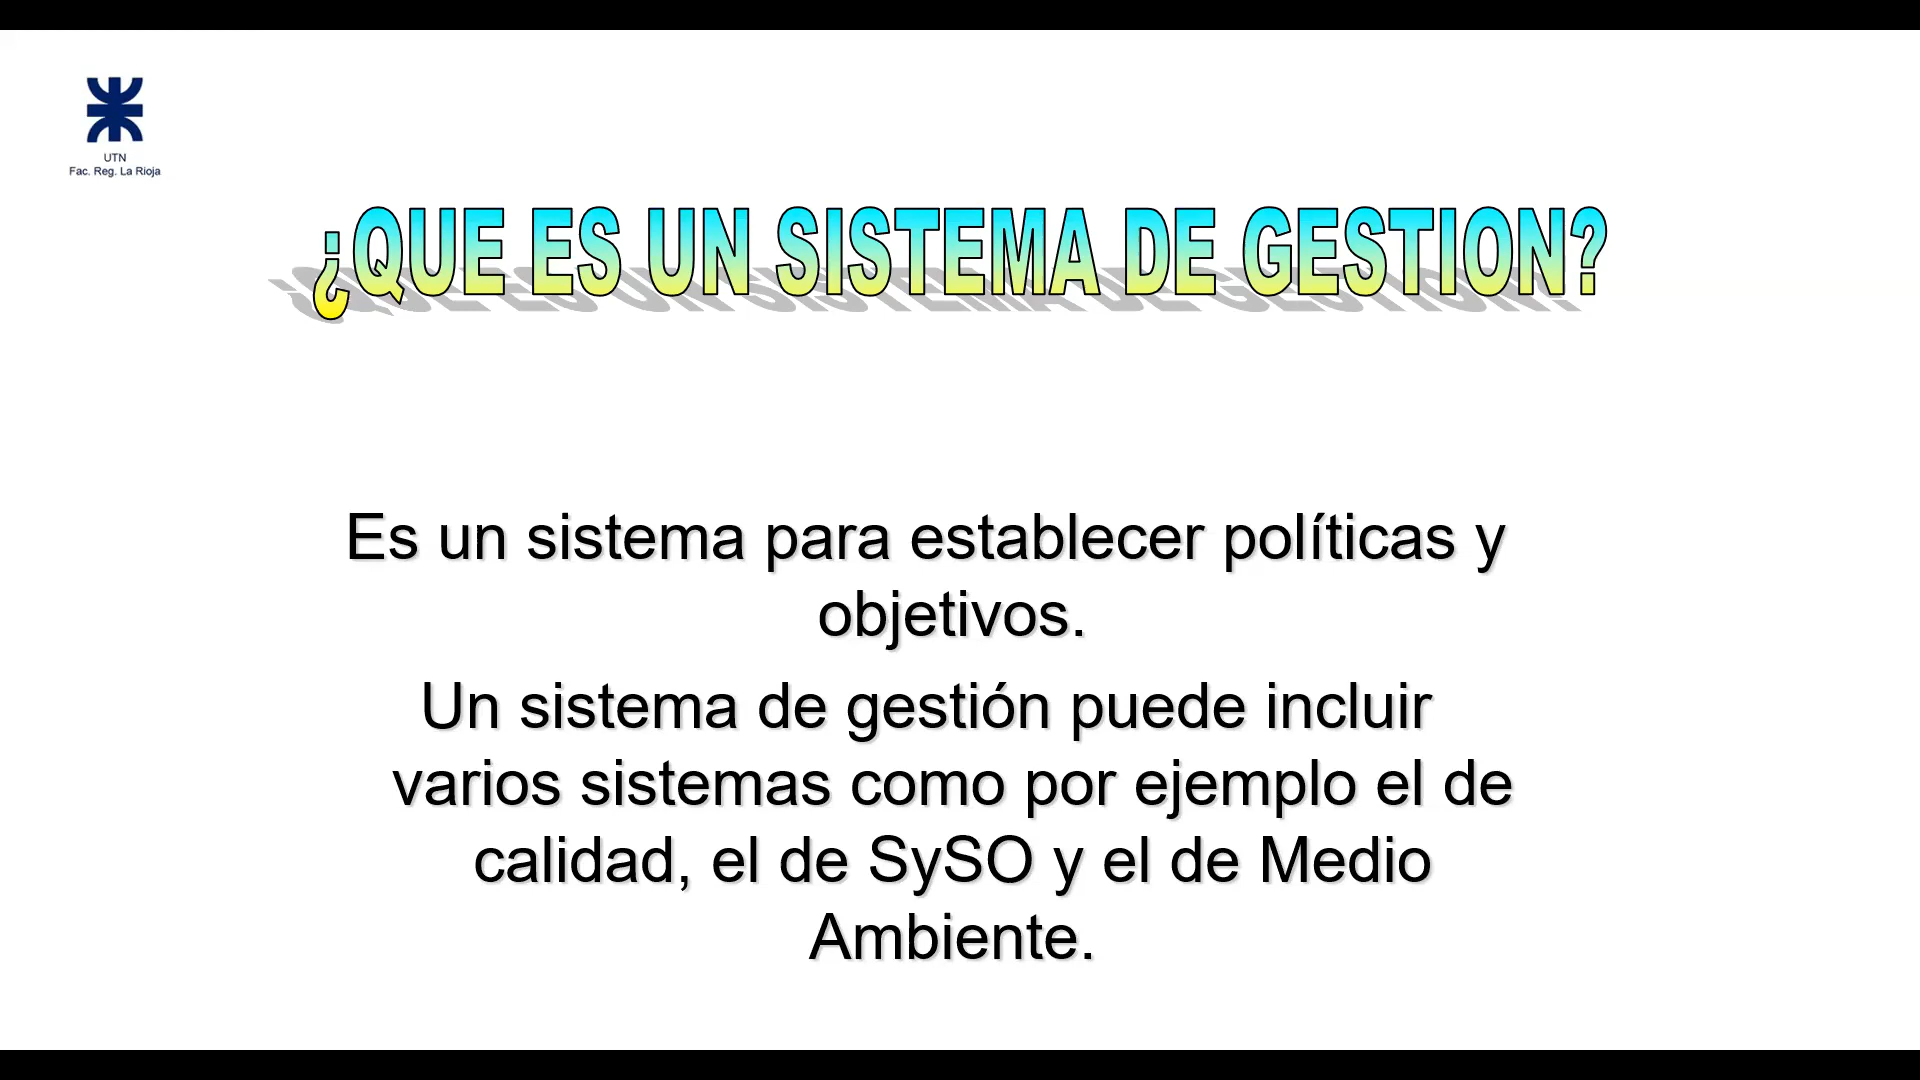 UTN
Fac. Reg. La Rioja
¿QUE ES UN SISTEMA DE GESTION?
Es un sistema para establecer políticas y
objetivos.
Un sistema de gestión puede incluir
varios sistemas como por ejemplo el de
calidad, el de SySO y el de Medio
Ambiente.